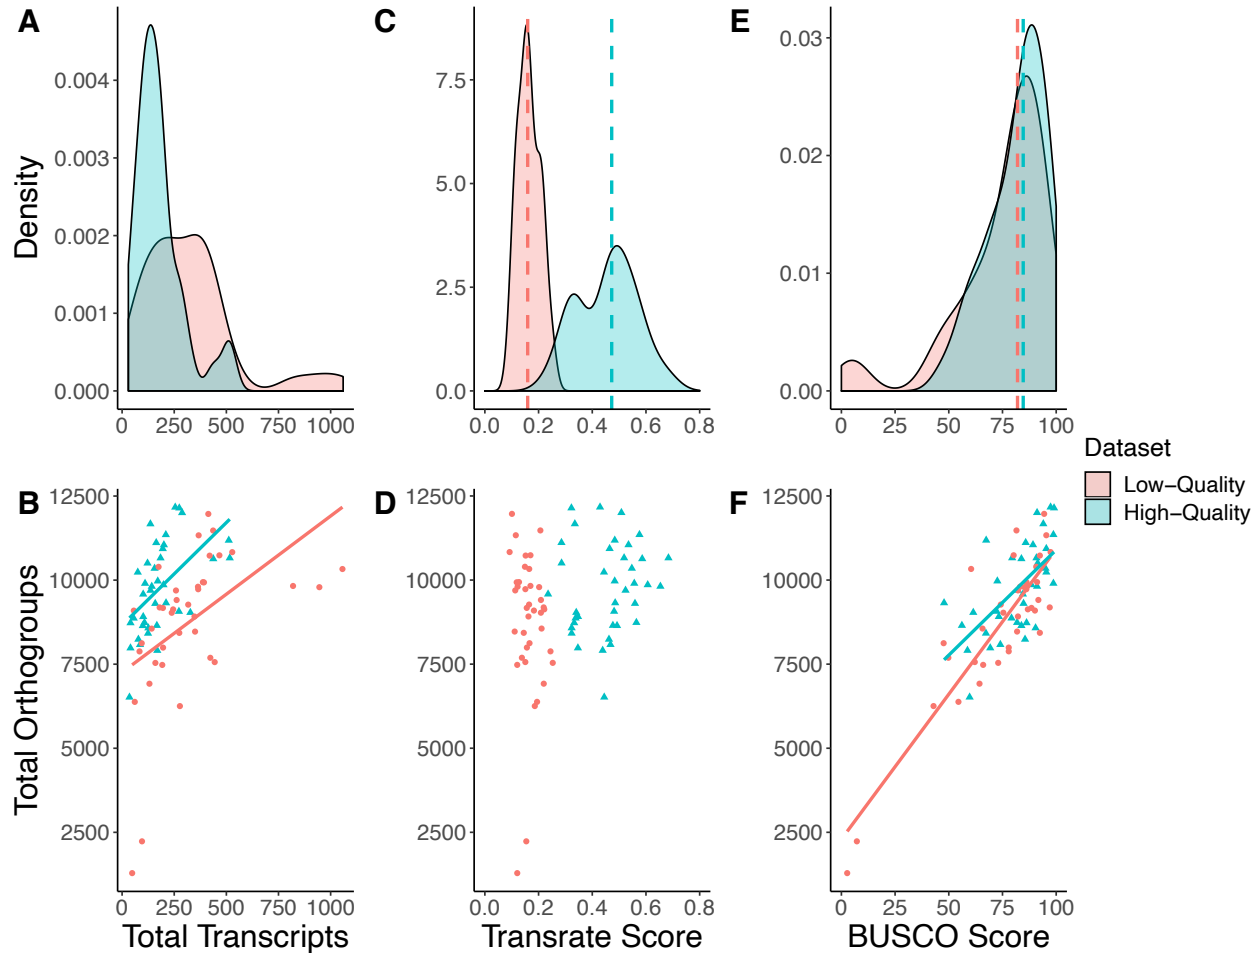 A
C
E
Density
0.004
0.003
0.002
0.001
0.000
0 250 500 750 1000
7.5
5.0
2.5
0.0
0.0 0.2 0.4 0.6 0.8
0.03
0.02
0.01
0.00
0 25 50 75 100
Dataset
Low−Quality
High−Quality
B
D
F
Total Orthogroups
12500
10000
7500
5000
2500
0 250 500 750 1000
Total Transcripts
12500
10000
7500
5000
2500
0.0 0.2 0.4 0.6 0.8
Transrate Score
12500
10000
7500
5000
2500
0 25 50 75 100
BUSCO Score